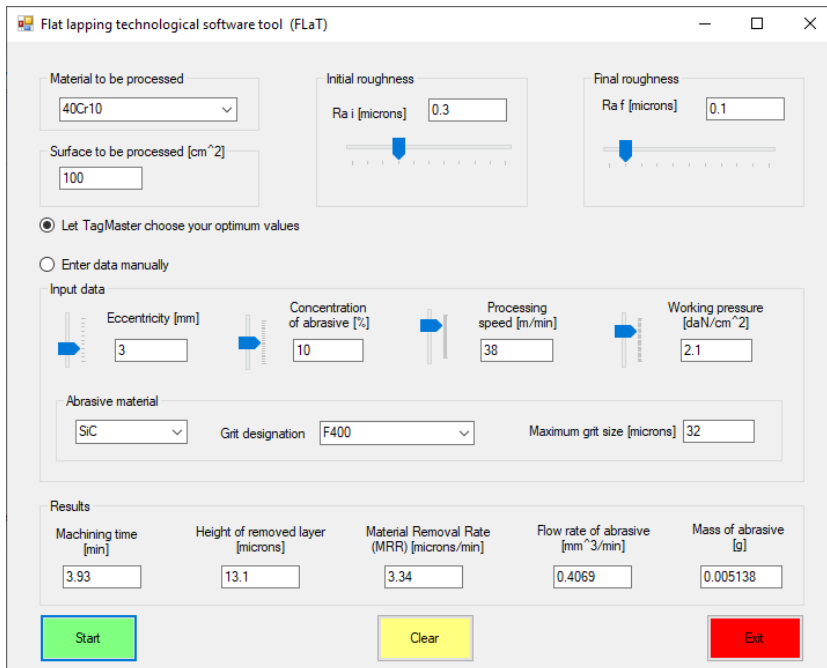 Flat lapping technological software tool (FLaT)
Material to be processed
40Cr10
Surface to be processed [cm^2]
100
Initial roughness
Ra i [microns]
0.3
Final roughness
Ra f [microns]
0.1
Let TagMaster choose your optimum values
Enter data manually
Input data
Eccentricity [mm]
3
Concentration
of abrasive [%]
10
Processing
speed [m/min]
38
Working pressure
[daN/cm^2]
2.1
Abrasive material
SiC
Grit designation
F400
Maximum grit size [microns]
32
Results
Machining time
[min]
3.93
Height of removed layer
[microns]
13.1
Material Removal Rate
(MRR) [microns/min]
3.34
Flow rate of abrasive
[mm^3/min]
0.4069
Mass of abrasive
[g]
0.005138
Start
Clear
Exit